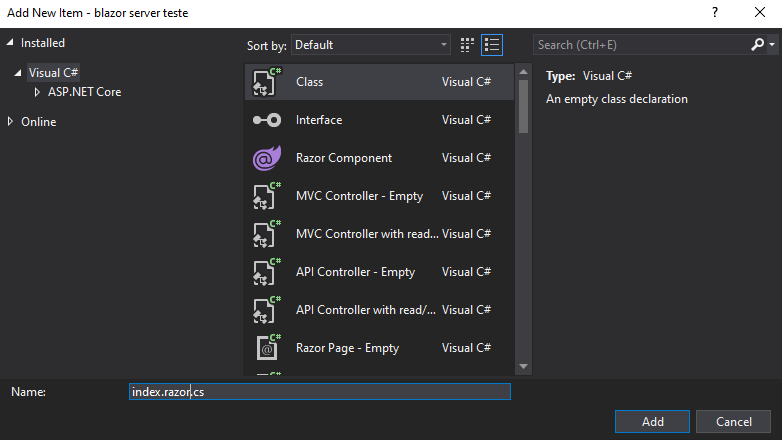 Add New Item - blazor server teste
? ×
Installed
Visual C#
ASP.NET Core
Online
Sort by: Default
Search (Ctrl+E)
Class Visual C#
Interface Visual C#
Razor Component Visual C#
MVC Controller - Empty Visual C#
MVC Controller with read... Visual C#
API Controller - Empty Visual C#
API Controller with read/... Visual C#
Razor Page - Empty Visual C#
Type: Visual C#
An empty class declaration
Name: index.razor.cs
Add Cancel